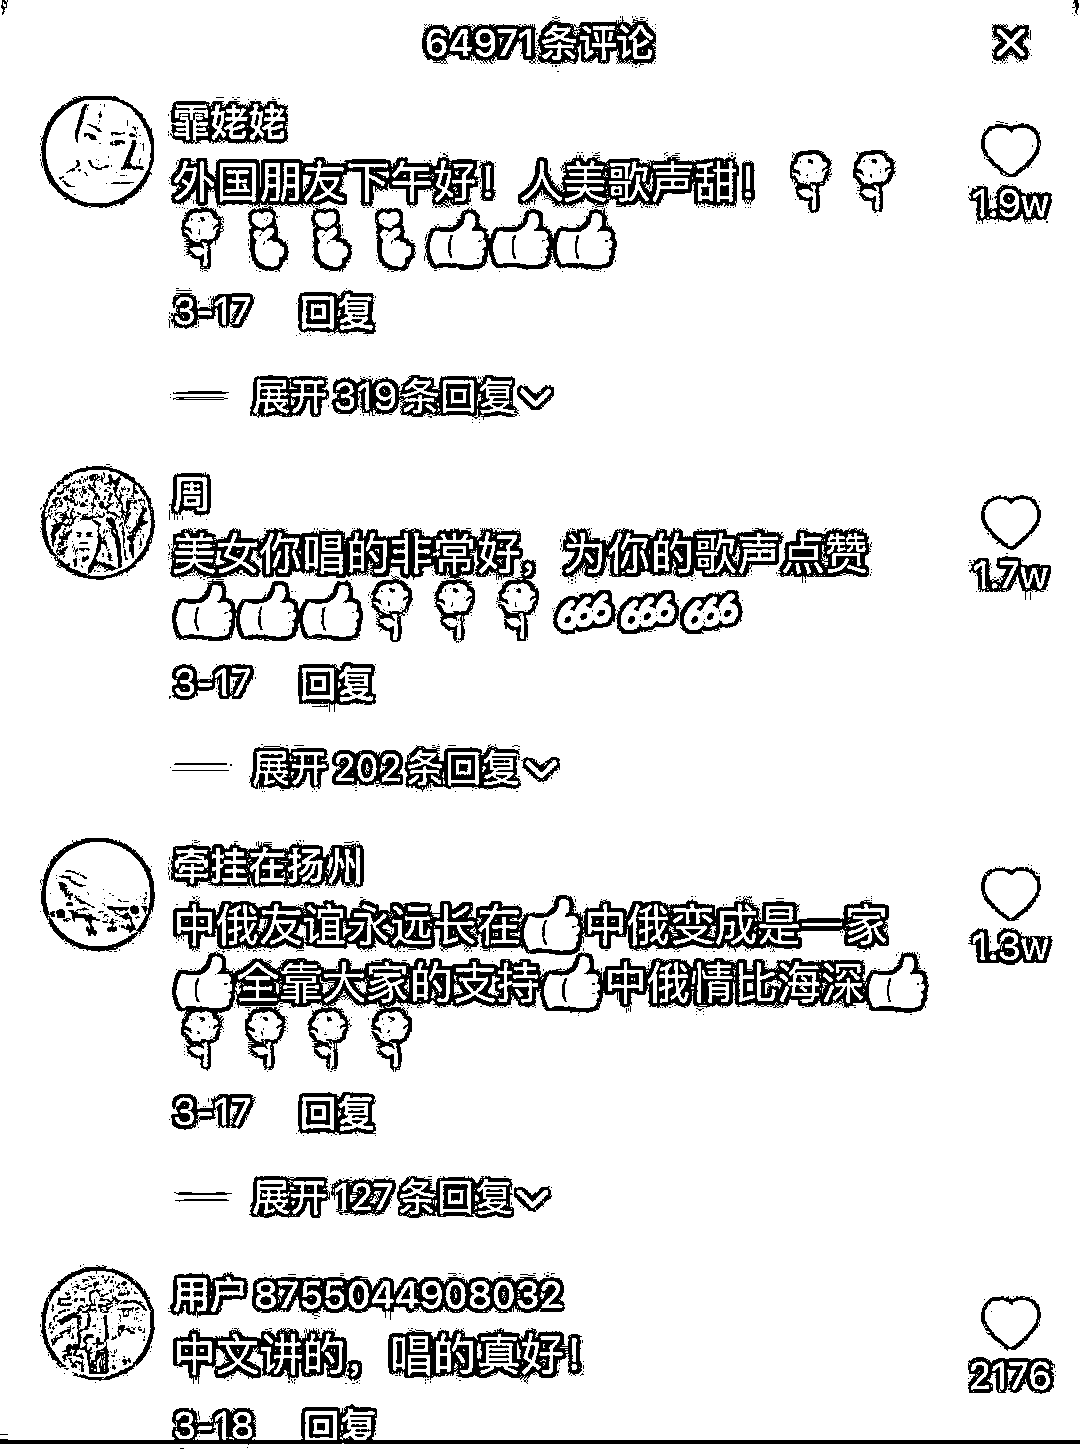 64971条评论
霏姥姥
外国朋友下午好！人美歌声甜！
1.9w
3-17 回复
展开319条回复
周
美女你唱的非常好，为你的歌声点赞
666 666 666
1.7w
3-17 回复
展开202条回复
牵挂在扬州
中俄友谊永远长在👍中俄变成是一家
👍全靠大家的支持👍中俄情比海深👍
1.3w
3-17 回复
展开127条回复
用户8755044908032
中文讲的，唱的真好！
2176
3-18 回复